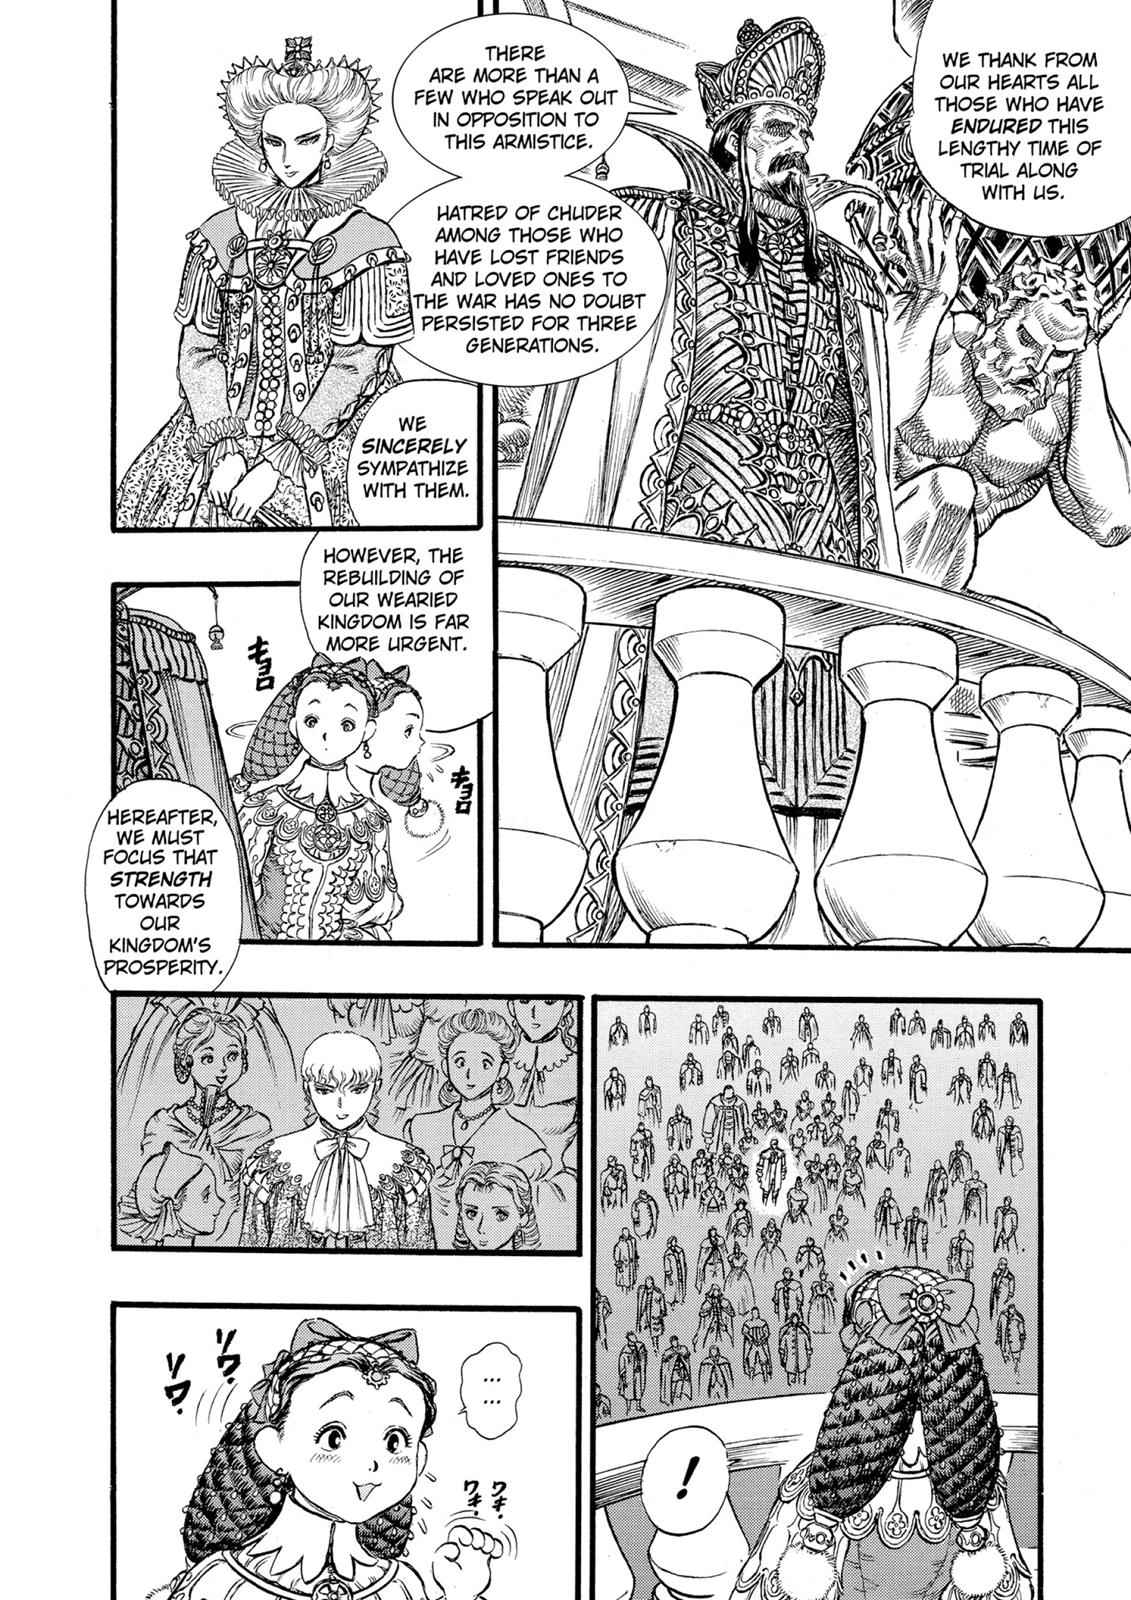 WE THANK FROM
OUR HEARTS ALL
THOSE WHO HAVE
ENDURED THIS
LENGTHY TIME OF
TRIAL ALONG
WITH US.
THERE
ARE MORE THAN A
FEW WHO SPEAK OUT
IN OPPOSITION TO
THIS ARMISTICE.
HATRED OF CHUDER
AMONG THOSE WHO
HAVE LOST FRIENDS
AND LOVED ONES TO
THE WAR HAS NO DOUBT
PERSISTED FOR THREE
GENERATIONS.
WE
SINCERELY
SYMPATHIZE
WITH THEM.
HOWEVER, THE
REBUILDING OF
OUR WEARIED
KINGDOM IS FAR
MORE URGENT.
キョロ
キョロ
HEREAFTER,
WE MUST
FOCUS THAT
STRENGTH
TOWARDS
OUR
KINGDOM'S
PROSPERITY.
!
リワ、
リワ、
...
...
ワキ、
ワキ、